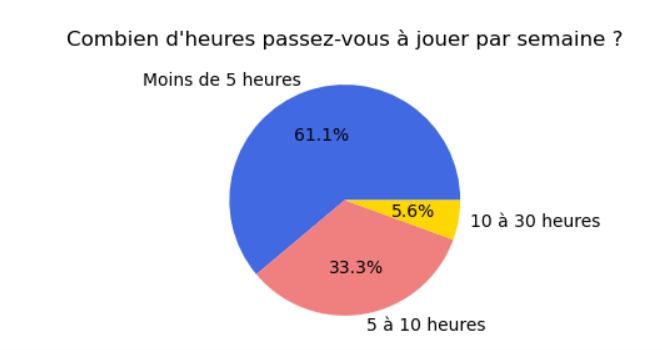 Combien d'heures passez-vous à jouer par semaine ?
Moins de 5 heures
61.1%
5.6%
10 à 30 heures
33.3%
5 à 10 heures